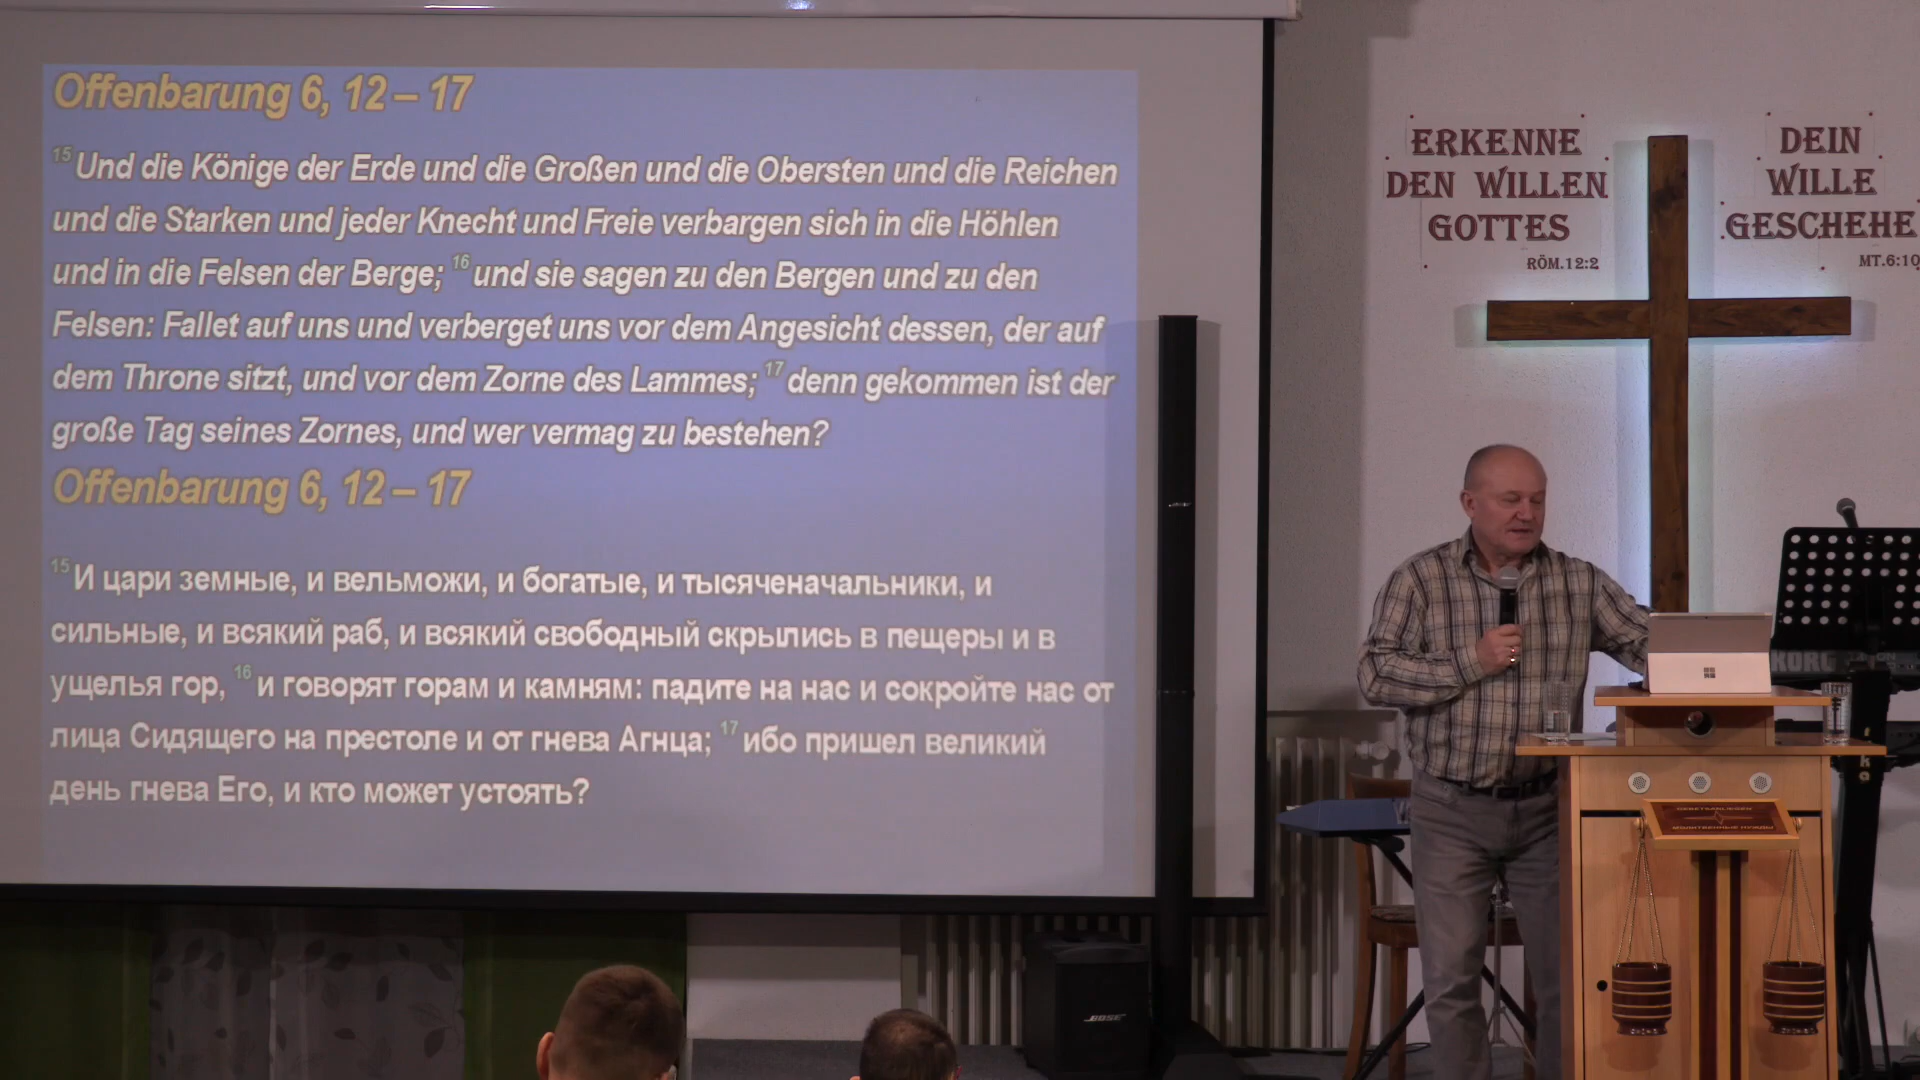 Offenbarung 6, 12 – 17
15 Und die Könige der Erde und die Großen und die Obersten und die Reichen
und die Starken und jeder Knecht und Freie verbargen sich in die Höhlen
und in die Felsen der Berge; 16 und sie sagen zu den Bergen und zu den
Felsen: Fallet auf uns und verberget uns vor dem Angesicht dessen, der auf
dem Throne sitzt, und vor dem Zorne des Lammes; 17 denn gekommen ist der
große Tag seines Zornes, und wer vermag zu bestehen?
Offenbarung 6, 12 – 17
15 И цари земные, и вельможи, и богатые, и тысяченачальники, и
сильные, и всякий раб, и всякий свободный скрылись в пещеры и в
ущелья гор, 16 и говорят горам и камням: падите на нас и сокройте нас от
лица Сидящего на престоле и от гнева Агнца; 17 ибо пришел великий
день гнева Его, и кто может устоять?
ERKENNE
DEN WILLEN
GOTTES
RÖM.12:2
DEIN
WILLE
GESCHEHE
MT.6:10
KORG
GEBETSANLIEGEN
МОЛИТВЕННЫЕ НУЖДЫ
BOSE